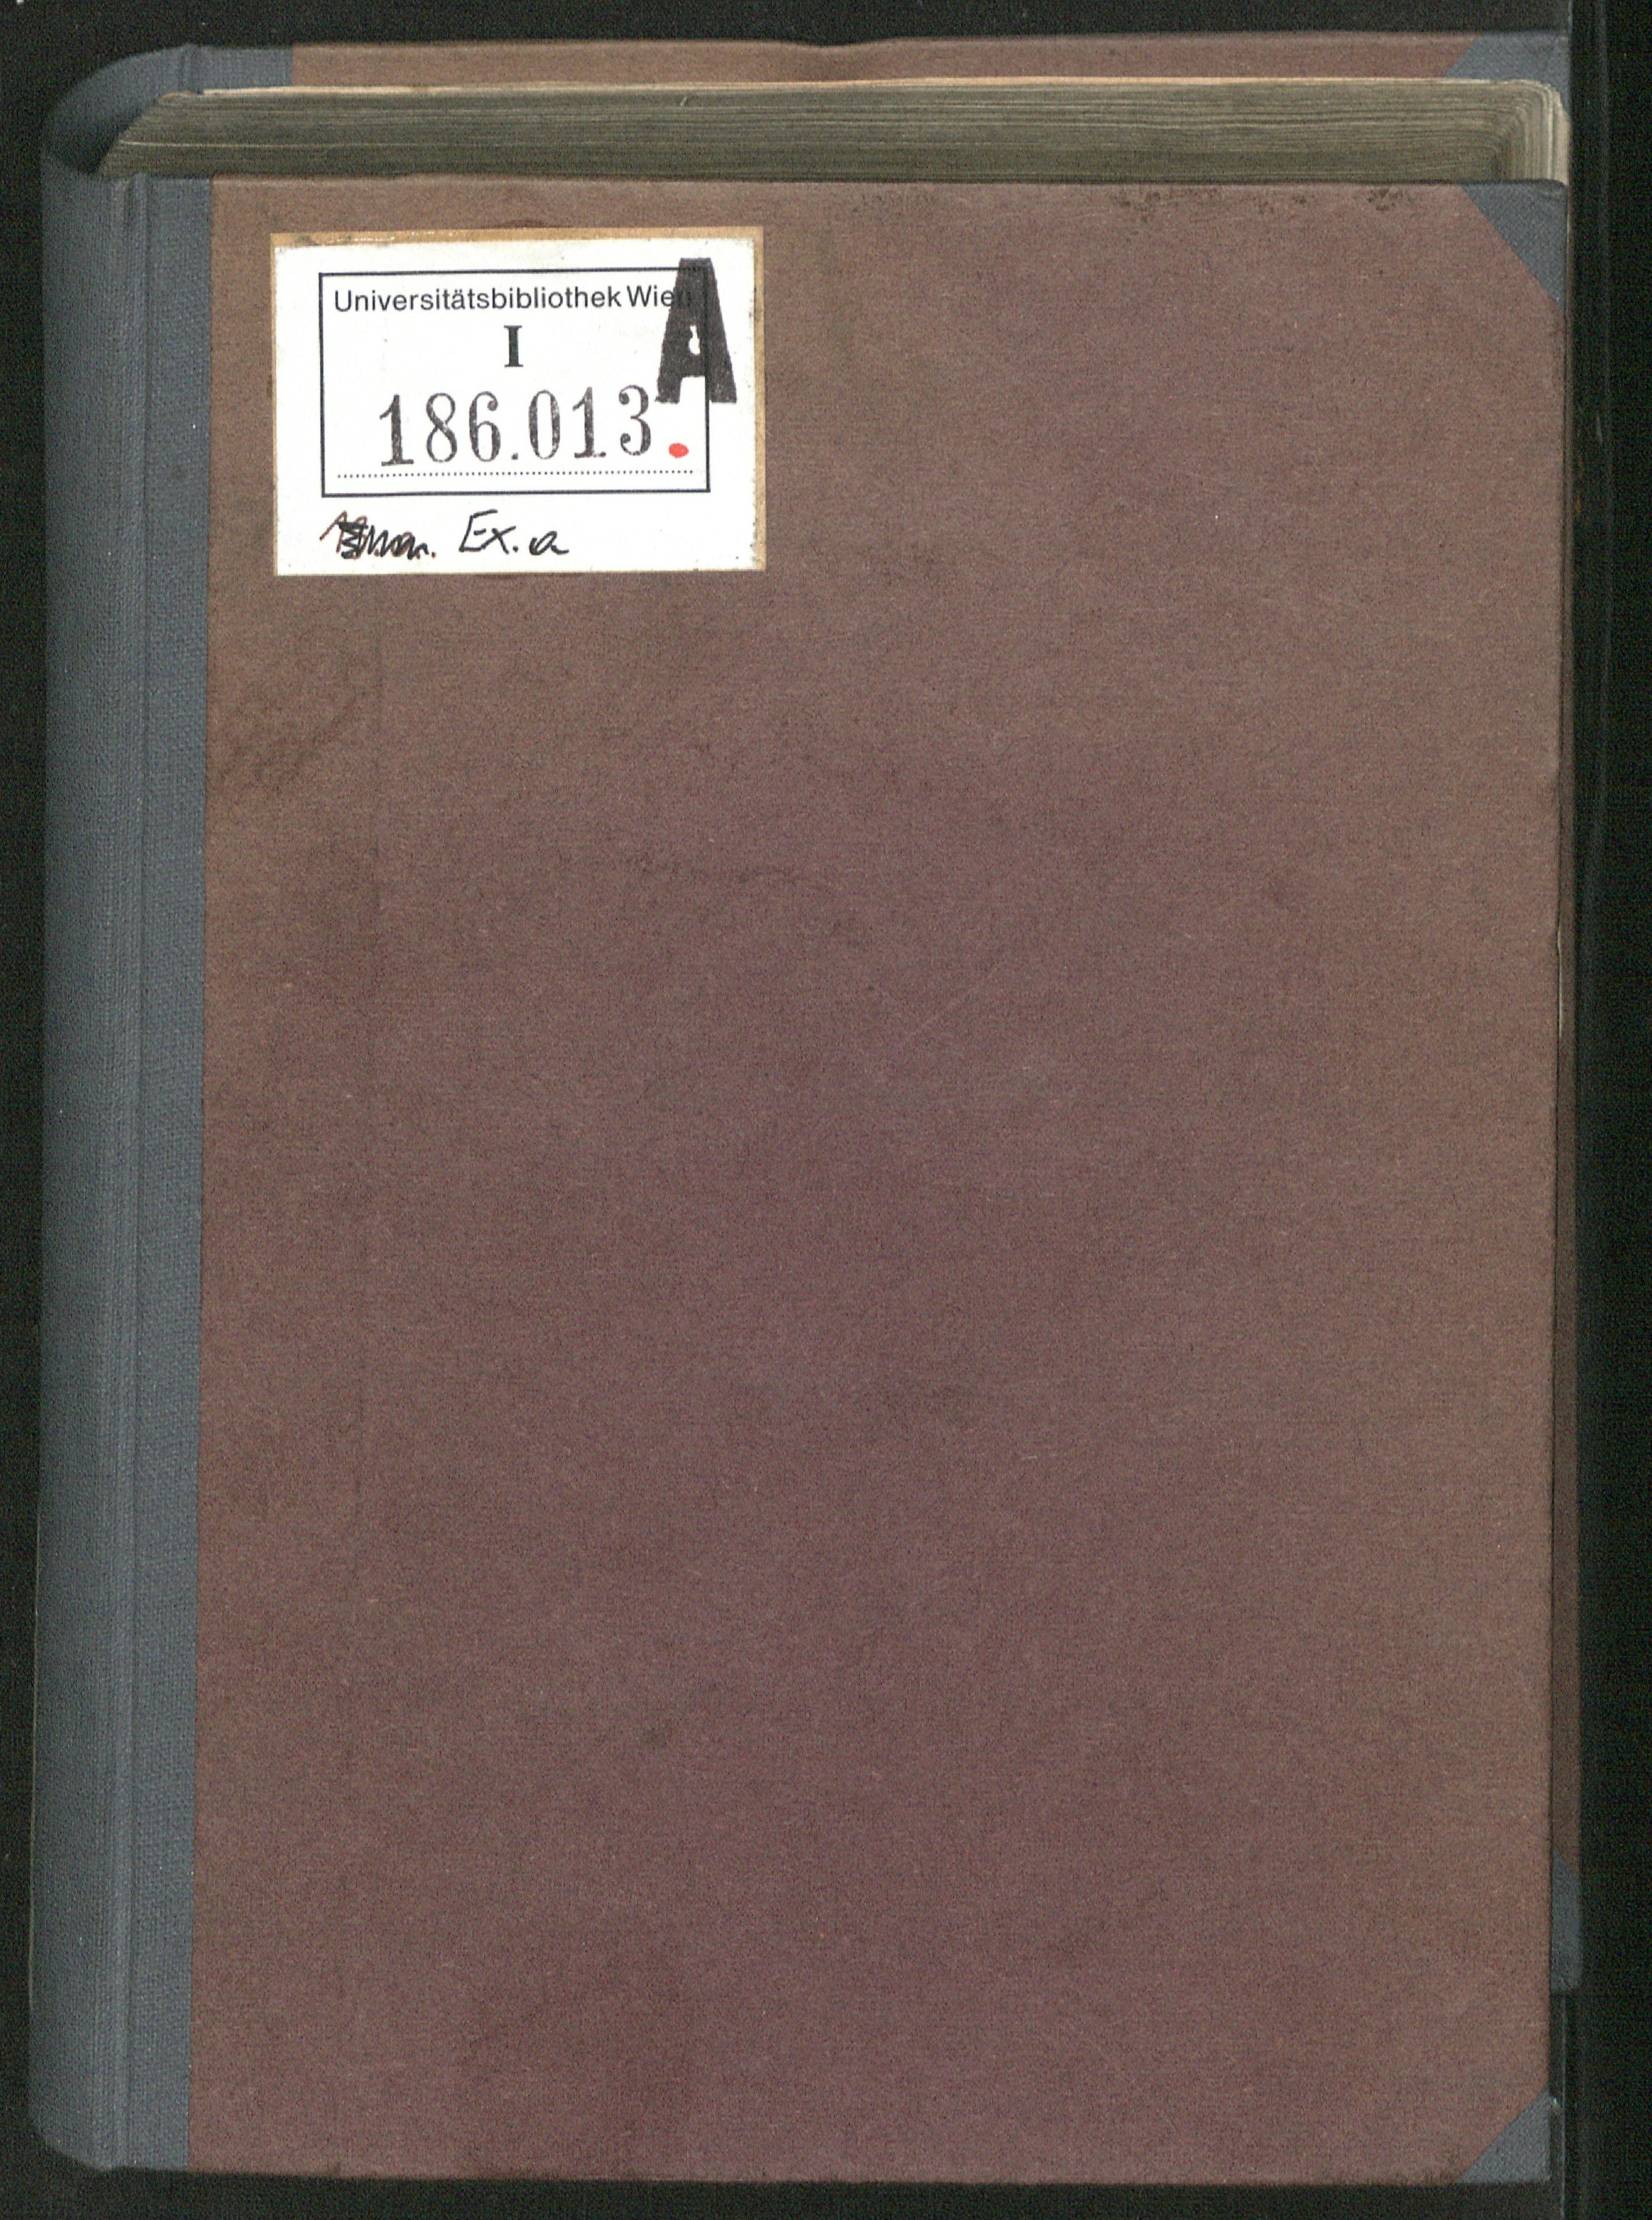 Universitätsbibliothek Wien
A
I
186.013.
Ex. a